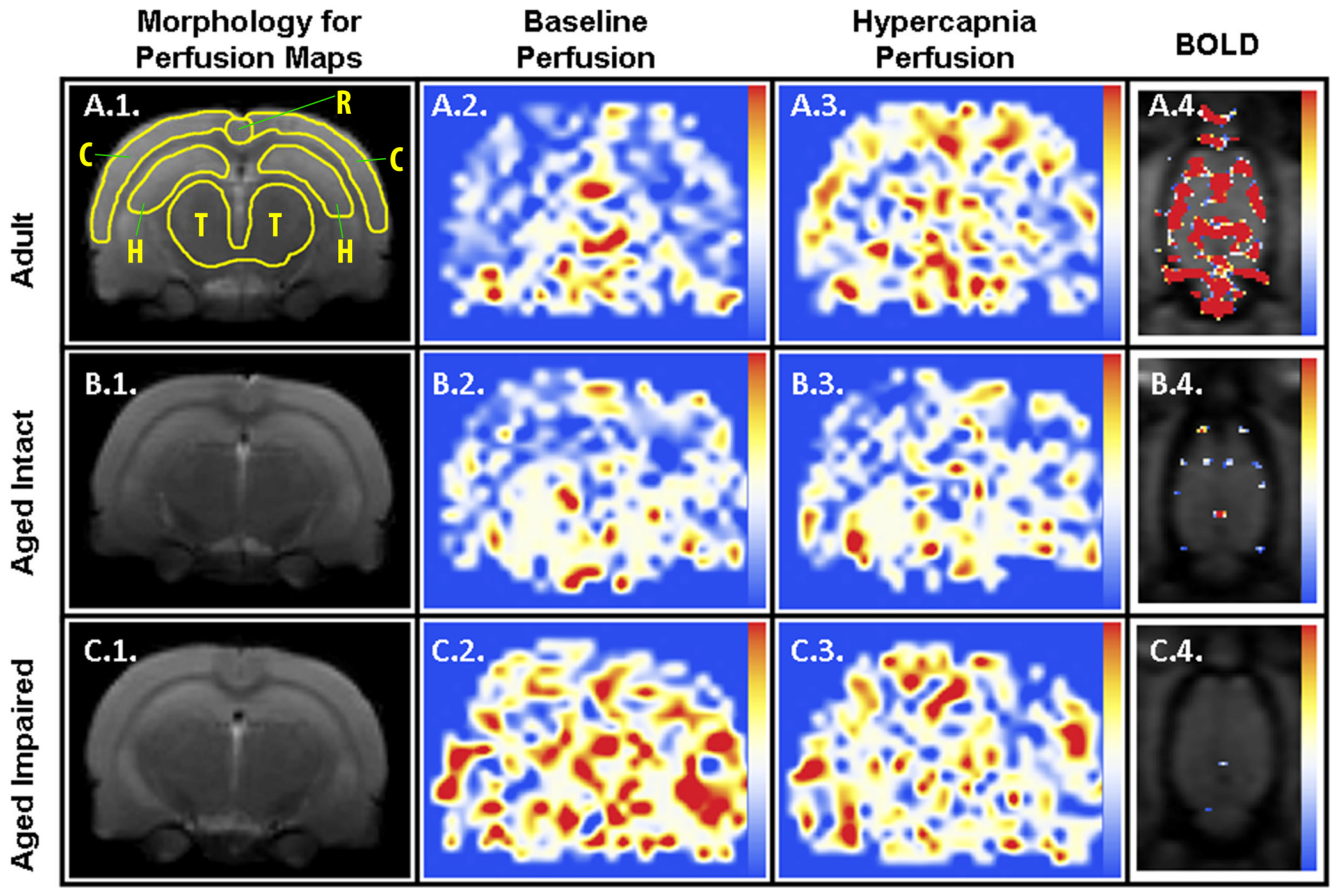 Morphology for
Perfusion Maps
Baseline
Perfusion
Hypercapnia
Perfusion
BOLD
Adult
A.1.
R
C
C
H
T
T
H
A.2.
A.3.
A.4.
Aged Intact
B.1.
B.2.
B.3.
B.4.
Aged Impaired
C.1.
C.2.
C.3.
C.4.